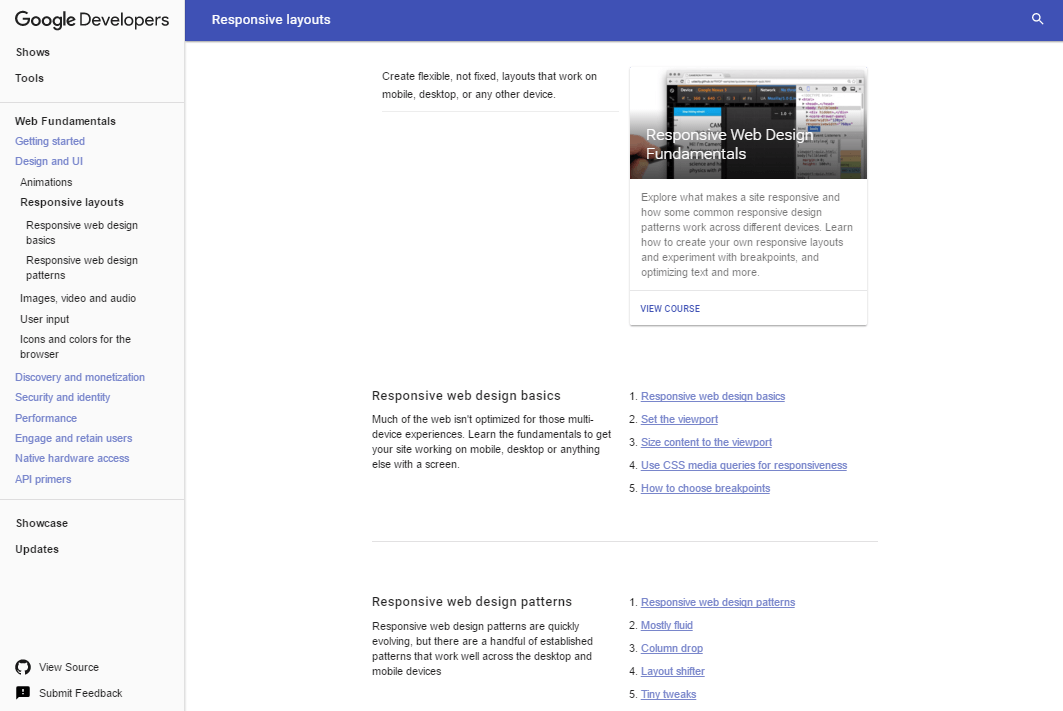 Google Developers
Shows
Tools
Web Fundamentals
Getting started
Design and UI
Animations
Responsive layouts
Responsive web design
basics
Responsive web design
patterns
Images, video and audio
User input
Icons and colors for the
browser
Discovery and monetization
Security and identity
Performance
Engage and retain users
Native hardware access
API primers
Showcase
Updates
View Source
Submit Feedback
Responsive layouts
Create flexible, not fixed, layouts that work on
mobile, desktop, or any other device.
Responsive Web Design
Fundamentals
Explore what makes a site responsive and
how some common responsive design
patterns work across different devices. Learn
how to create your own responsive layouts
and experiment with breakpoints, and
optimizing text and more.
VIEW COURSE
Responsive web design basics
Much of the web isn't optimized for those multi-
device experiences. Learn the fundamentals to get
your site working on mobile, desktop or anything
else with a screen.
1. Responsive web design basics
2. Set the viewport
3. Size content to the viewport
4. Use CSS media queries for responsiveness
5. How to choose breakpoints
Responsive web design patterns
Responsive web design patterns are quickly
evolving, but there are a handful of established
patterns that work well across the desktop and
mobile devices
1. Responsive web design patterns
2. Mostly fluid
3. Column drop
4. Layout shifter
5. Tiny tweaks